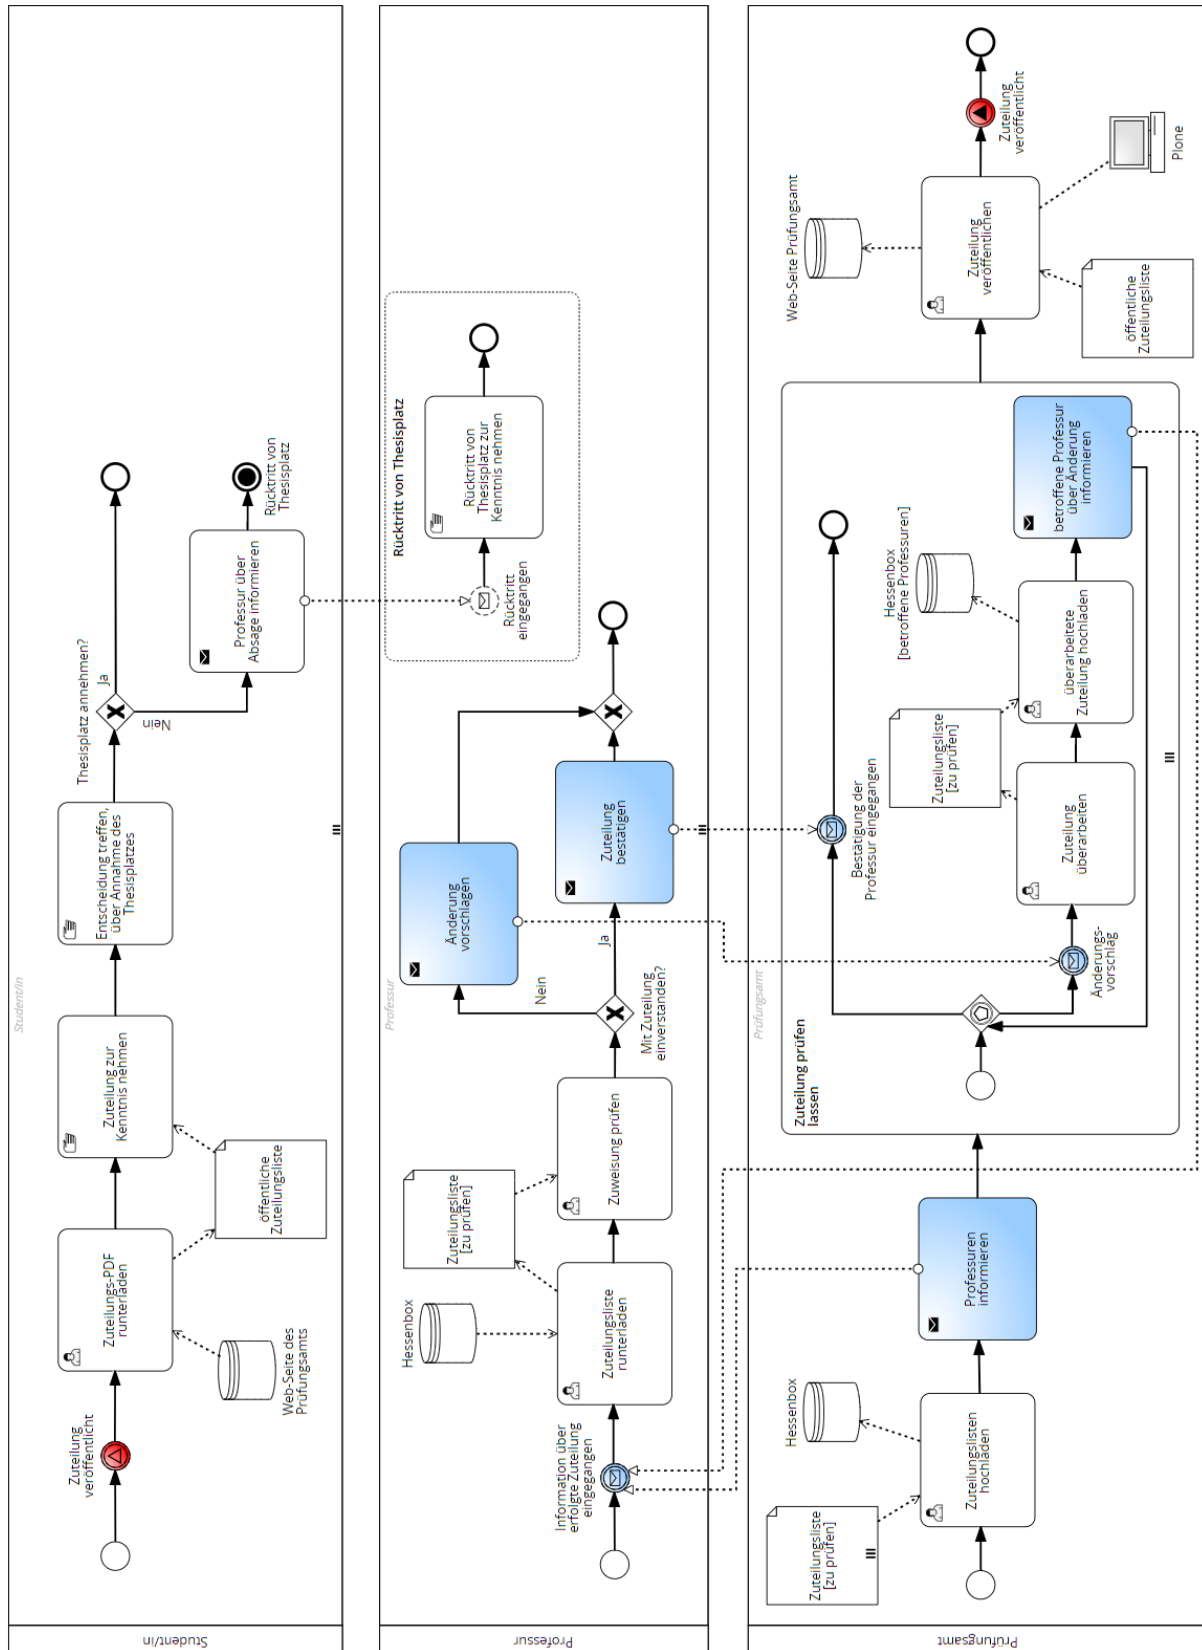 Student/in
Student/in
Zuteilung
veröffentlicht
Zuteilungs-PDF
runterladen
Web-Seite des
Prüfungsamts
öffentliche
Zuteilungsliste
Zuteilung zur
Kenntnis nehmen
Entscheidung treffen,
über Annahme des
Thesisplatzes
Thesisplatz annehmen?
Ja
Nein
Professur über
Absage informieren
Rücktritt von
Thesisplatz
Professur
Professur
Information über
erfolgte Zuteilung
eingegangen
Hessenbox
Zuteilungsliste
runterladen
Zuteilungsliste
[zu prüfen]
Zuweisung prüfen
Mit Zuteilung
einverstanden?
Nein
Ja
Änderung
vorschlagen
Zuteilung
bestätigen
Rücktritt von Thesisplatz
Rücktritt
eingegangen
Rücktritt von
Thesisplatz zur
Kenntnis nehmen
Prüfungsamt
Prüfungsamt
Zuteilungsliste
[zu prüfen]
Zuteilungslisten
hochladen
Hessenbox
Professuren
informieren
Zuteilung prüfen
lassen
Bestätigung der
Professur eingegangen
Änderungs-
vorschlag
Zuteilung
überarbeiten
Zuteilungsliste
[zu prüfen]
überarbeitete
Zuteilung hochladen
Hessenbox
[betroffene Professuren]
betroffene Professur
über Änderung
informieren
Zuteilung
veröffentlichen
Web-Seite Prüfungsamt
öffentliche
Zuteilungsliste
Plone
Zuteilung
veröffentlicht